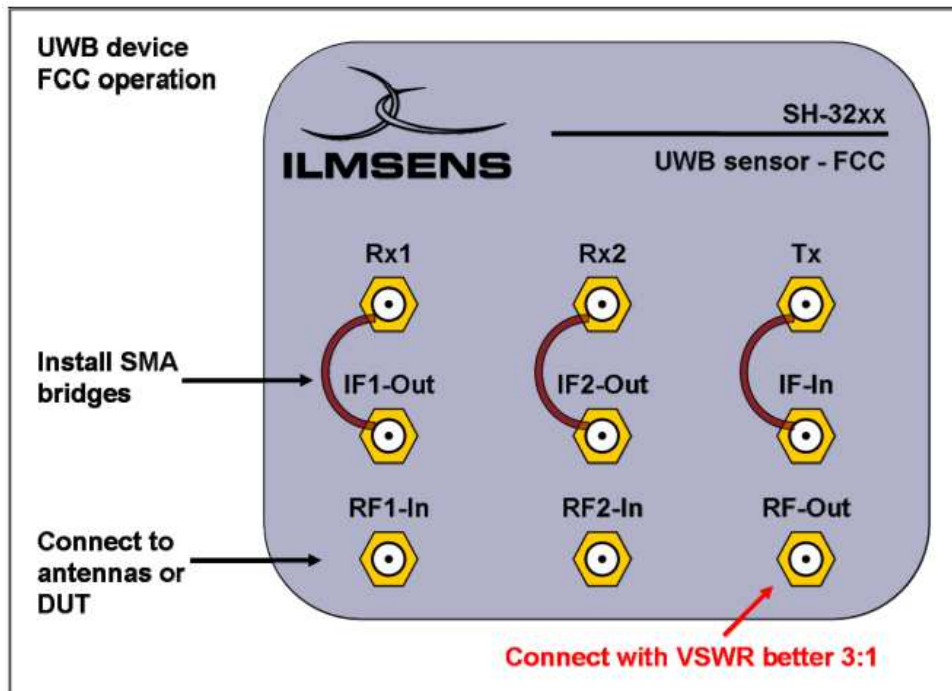 UWB device
FCC operation
ILMSENS
SH-32xx
UWB sensor - FCC
Rx1
Rx2
Tx
Install SMA
bridges
IF1-Out
IF2-Out
IF-In
RF1-In
RF2-In
RF-Out
Connect to
antennas or
DUT
Connect with VSWR better 3:1